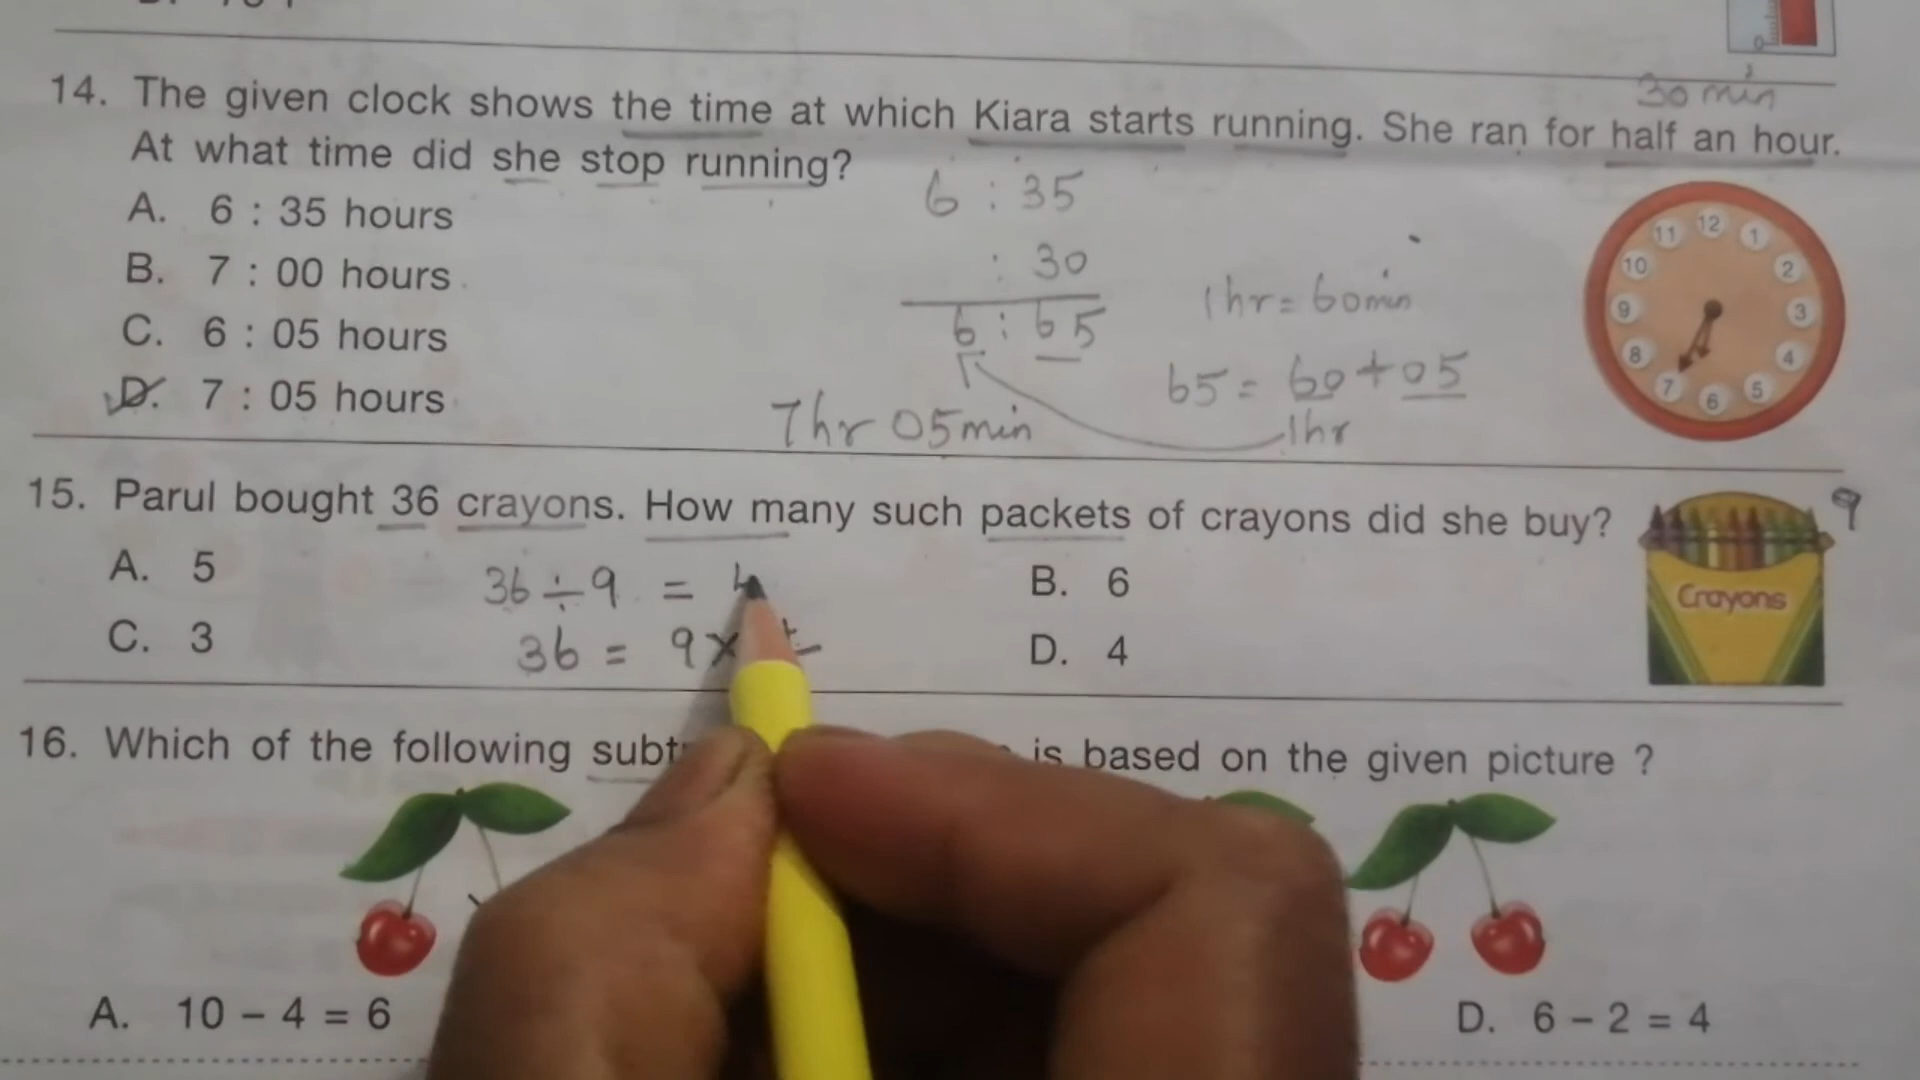 30 min
14. The given clock shows the time at which Kiara starts running. She ran for half an hour.
At what time did she stop running?
6 : 35
A. 6 : 35 hours
: 30
B. 7 : 00 hours
1hr = 60min
6 : 65
C. 6 : 05 hours
65 = 60 + 05
D. 7 : 05 hours
7hr 05min
1hr
12
1
2
3
4
5
6
7
8
9
10
11
15. Parul bought 36 crayons. How many such packets of crayons did she buy?
9
A. 5
36 ÷ 9 = 4
B. 6
Crayons
C. 3
36 = 9 ×
D. 4
16. Which of the following is based on the given picture ?
A. 10 – 4 = 6
D. 6 – 2 = 4
0